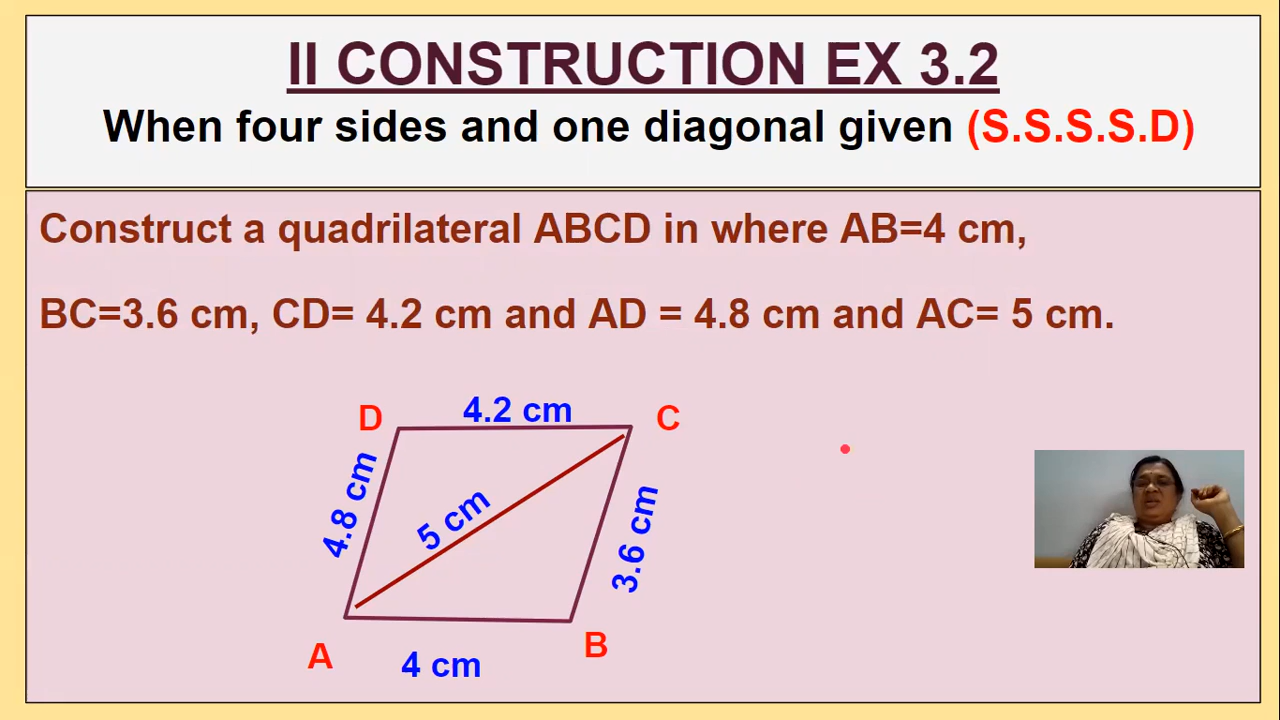 II CONSTRUCTION EX 3.2
When four sides and one diagonal given (S.S.S.S.D)
Construct a quadrilateral ABCD in where AB=4 cm,
BC=3.6 cm, CD= 4.2 cm and AD = 4.8 cm and AC= 5 cm.
D
4.2 cm
C
4.8 cm
5 cm
3.6 cm
A
4 cm
B